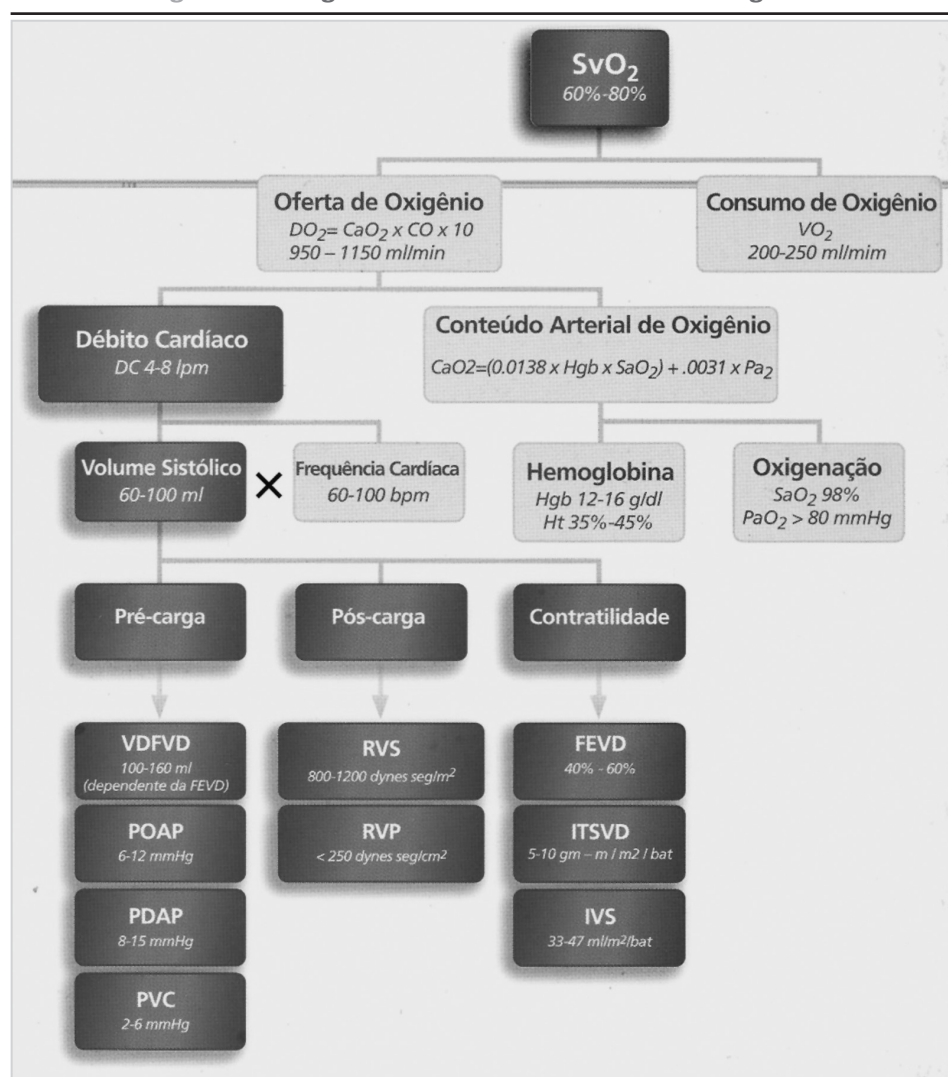 SvO2
60%-80%
Oferta de Oxigênio
DO2= CaO2 x CO x 10
950 – 1150 ml/min
Consumo de Oxigênio
VO2
200-250 ml/mim
Débito Cardíaco
DC 4-8 lpm
Conteúdo Arterial de Oxigênio
CaO2=(0.0138 x Hgb x SaO2) + .0031 x Pa2
Volume Sistólico
60-100 ml
×
Frequência Cardíaca
60-100 bpm
Hemoglobina
Hgb 12-16 g/dl
Ht 35%-45%
Oxigenação
SaO2 98%
PaO2 > 80 mmHg
Pré-carga
Pós-carga
Contratilidade
VDFVD
100-160 ml
(dependente da FEVD)
RVS
800-1200 dynes seg/m2
FEVD
40% - 60%
POAP
6-12 mmHg
RVP
< 250 dynes seg/cm2
ITSVD
5-10 gm – m / m2 / bat
PDAP
8-15 mmHg
IVS
33-47 ml/m2/bat
PVC
2-6 mmHg